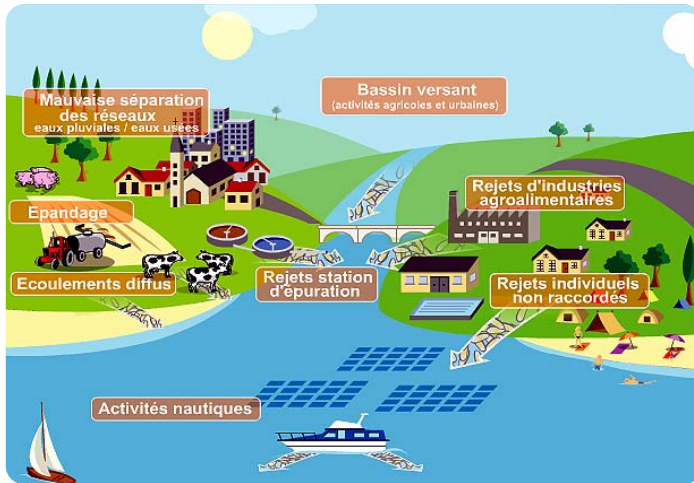 Mauvaise séparation
des réseaux
eaux pluviales / eaux usées
Bassin versant
(activités agricoles et urbaines)
Rejets d'industries
agroalimentaires
Epandage
Ecoulements diffus
Rejets station
d'épuration
Rejets individuels
non raccordés
Activités nautiques